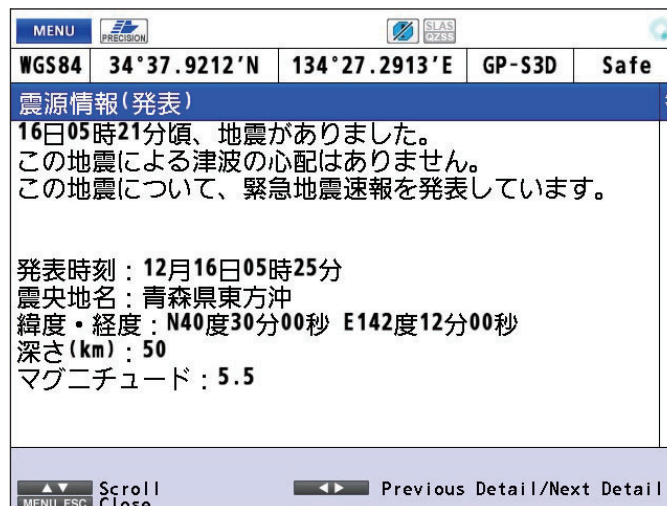 MENU PRECISION SLAS
QZSS
WGS84 34°37.9212'N 134°27.2913'E GP-S3D Safe
震源情報(発表)
16日05時21分頃、地震がありました。
この地震による津波の心配はありません。
この地震について、緊急地震速報を発表しています。
発表時刻:12月16日05時25分
震央地名:青森県東方沖
緯度・経度:N40度30分00秒 E142度12分00秒
深さ(km):50
マグニチュード:5.5
▲▼ Scroll ◀▶ Previous Detail/Next Detail
MENU ESC Close